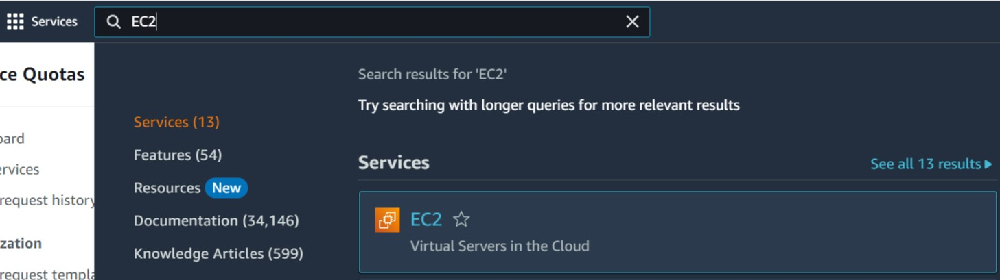 Services
EC2
ce Quotas
oard
ervices
request history
zation
request templa
Services (13)
Features (54)
Resources New
Documentation (34,146)
Knowledge Articles (599)
Search results for 'EC2'
Try searching with longer queries for more relevant results
Services
See all 13 results
EC2
Virtual Servers in the Cloud